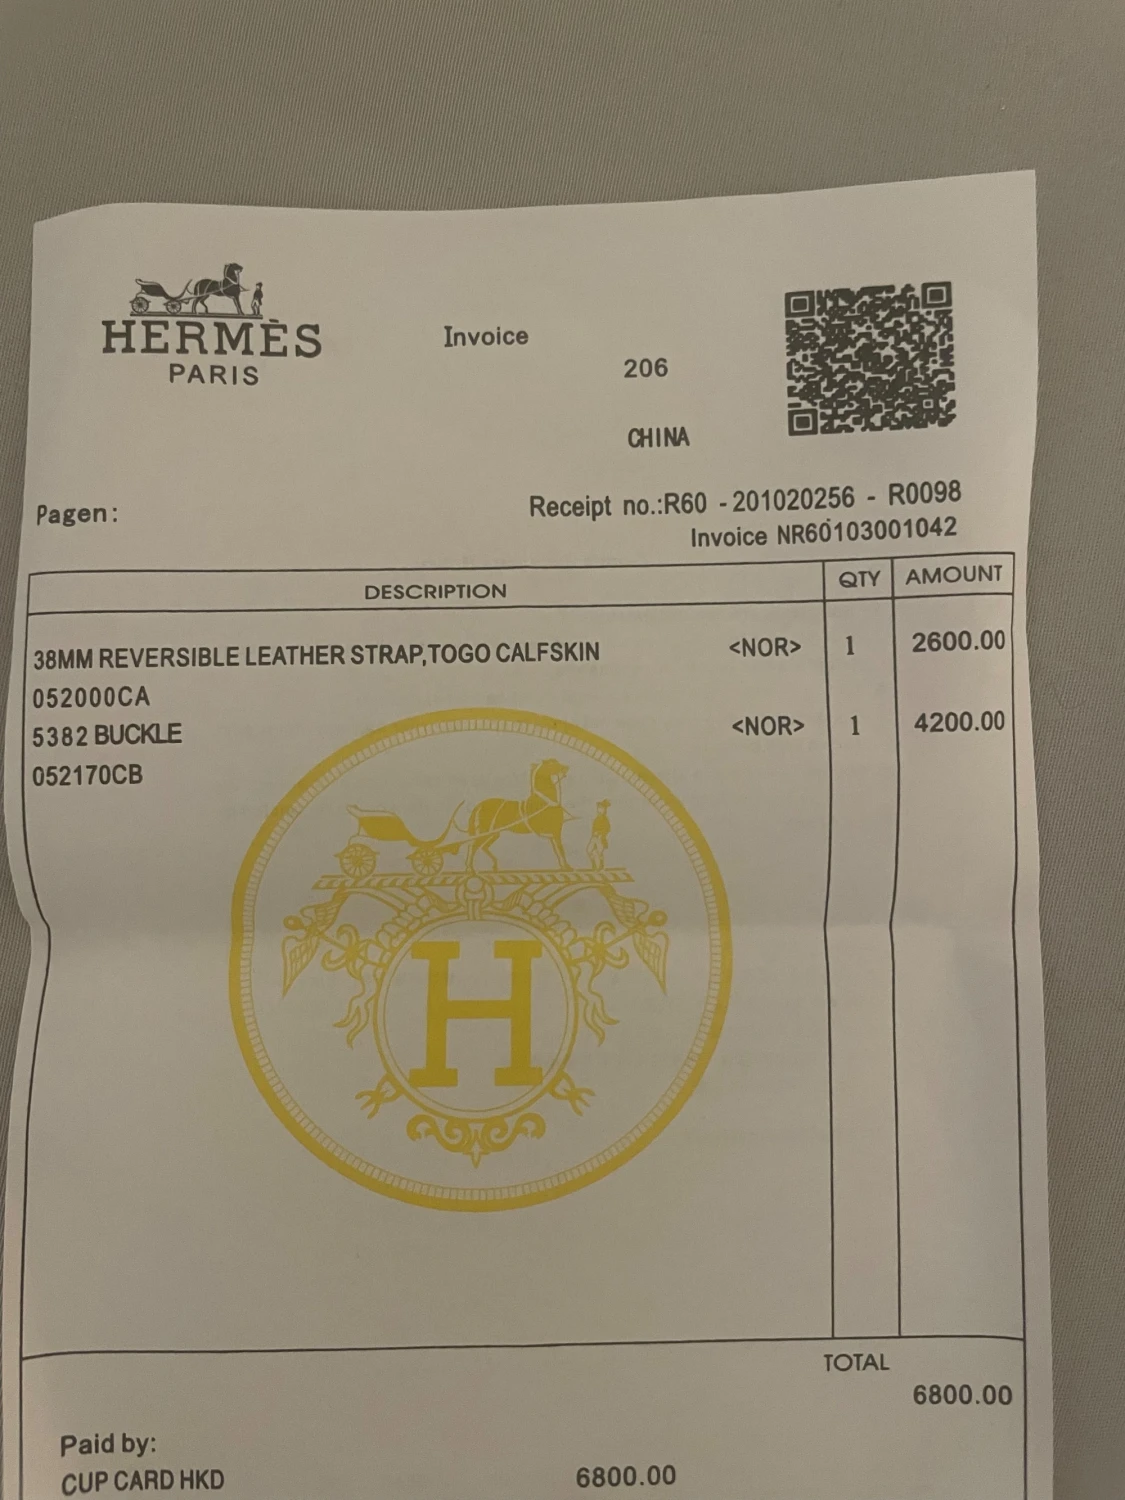 HERMÈS
PARIS
Invoice
206
CHINA
Pagen:
Receipt no.:R60 - 201020256 - R0098
Invoice NR60103001042
DESCRIPTION QTY AMOUNT
38MM REVERSIBLE LEATHER STRAP,TOGO CALFSKIN <NOR> 1 2600.00
052000CA
5382 BUCKLE <NOR> 1 4200.00
052170CB
H
TOTAL
6800.00
Paid by:
CUP CARD HKD 6800.00